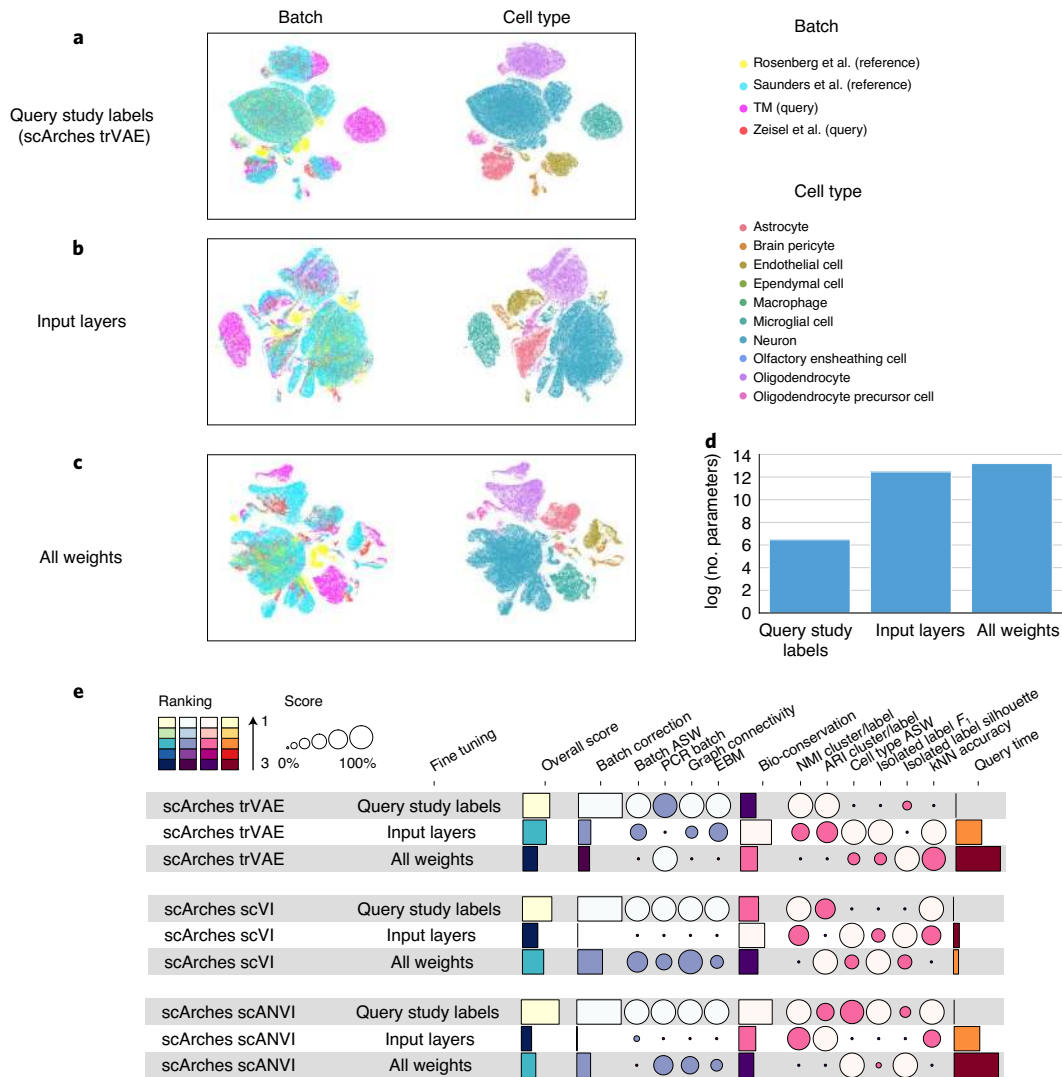 Batch
Cell type
a
Query study labels
(scArches trVAE)
Batch
Rosenberg et al. (reference)
Saunders et al. (reference)
TM (query)
Zeisel et al. (query)
b
Input layers
Cell type
Astrocyte
Brain pericyte
Endothelial cell
Ependymal cell
Macrophage
Microglial cell
Neuron
Olfactory ensheathing cell
Oligodendrocyte
Oligodendrocyte precursor cell
c
All weights
d
log (no. parameters)
14
12
10
8
6
4
2
0
Query study
labels
Input layers
All weights
e
Ranking
1
3
Score
0%
100%
Fine tuning
Overall score
Batch correction
Batch ASW
PCR batch
Graph connectivity
EBM
Bio-conservation
NMI cluster/label
ARI cluster/label
Cell type ASW
Isolated label F1
Isolated label silhouette
kNN accuracy
Query time
scArches trVAE Query study labels
scArches trVAE Input layers
scArches trVAE All weights
scArches scVI Query study labels
scArches scVI Input layers
scArches scVI All weights
scArches scANVI Query study labels
scArches scANVI Input layers
scArches scANVI All weights